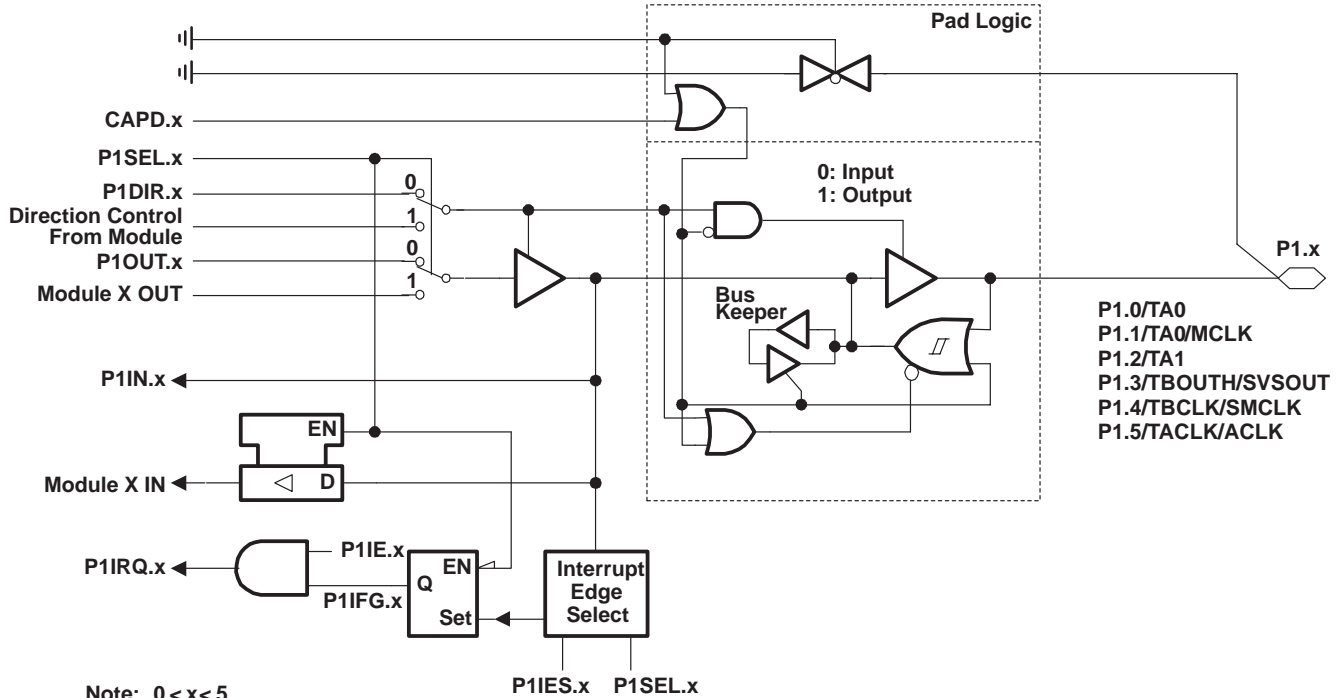 Pad Logic
CAPD.x
P1SEL.x
P1DIR.x
0
Direction Control
From Module
1
P1OUT.x
0
Module X OUT
1
0: Input
1: Output
P1.x
Bus
Keeper
P1.0/TA0
P1.1/TA0/MCLK
P1.2/TA1
P1.3/TBOUTH/SVSOUT
P1.4/TBCLK/SMCLK
P1.5/TACLK/ACLK
P1IN.x
EN
Module X IN
D
P1IRQ.x
P1IE.x
P1IFG.x
EN
Q
Set
Interrupt
Edge
Select
P1IES.x
P1SEL.x
Note: 0 < x < 5